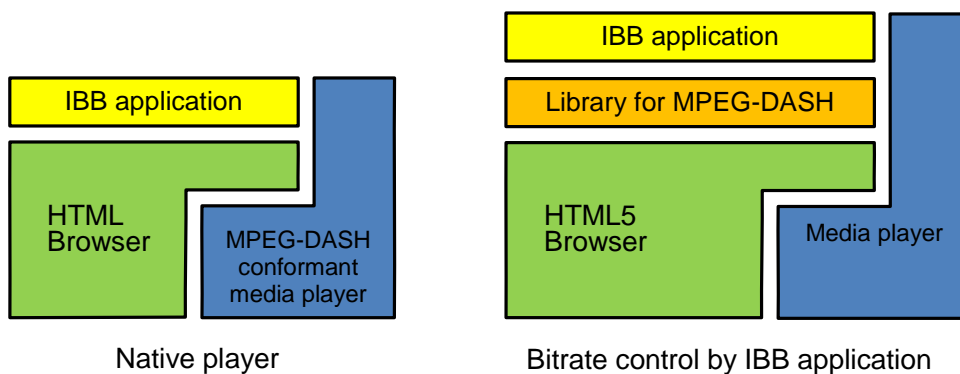 IBB application
HTML
Browser
MPEG-DASH
conformant
media player
Native player
IBB application
Library for MPEG-DASH
HTML5
Browser
Media player
Bitrate control by IBB application